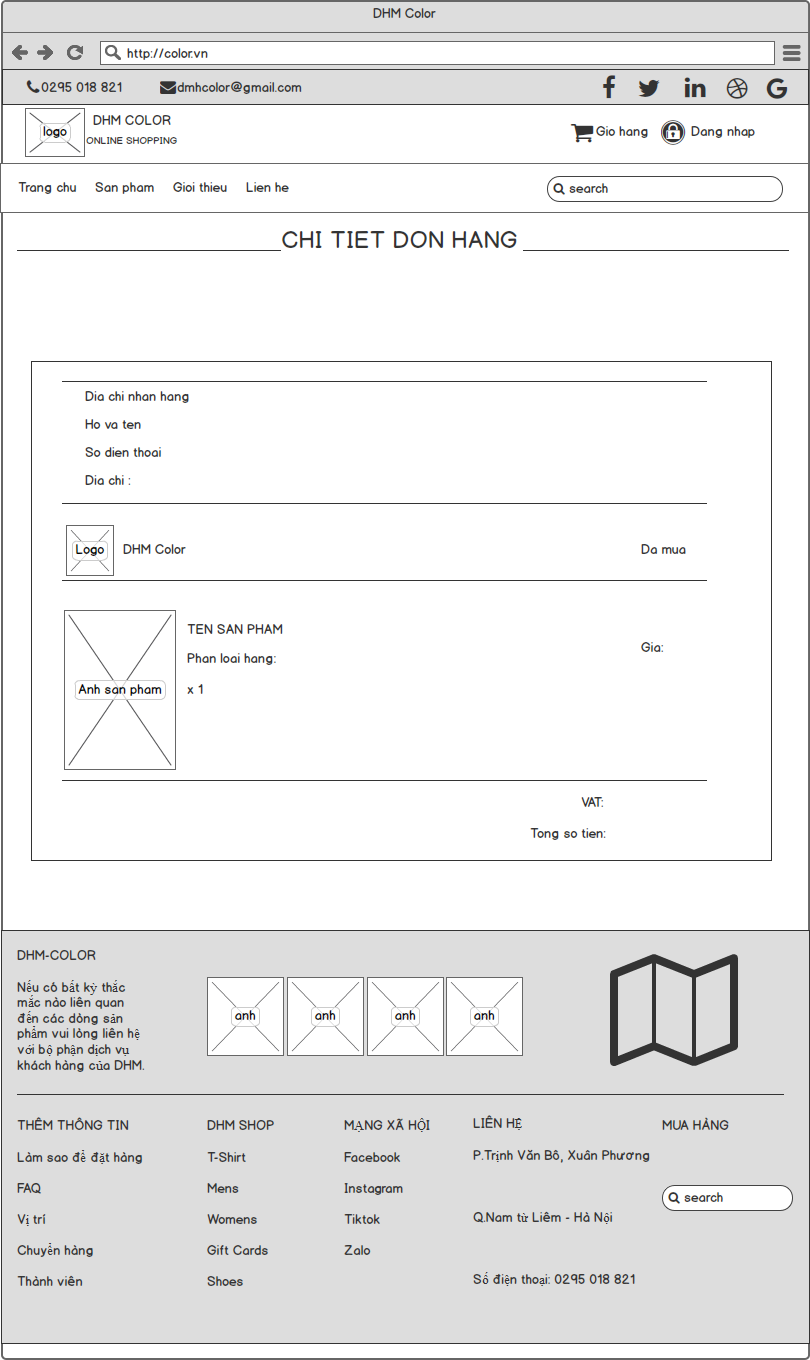 DHM Color
http://color.vn
0295 018 821
dmhcolor@gmail.com
logo
DHM COLOR
ONLINE SHOPPING
Gio hang
Dang nhap
Trang chu
San pham
Gioi thieu
Lien he
search
CHI TIET DON HANG
Dia chi nhan hang
Ho va ten
So dien thoai
Dia chi :
Logo
DHM Color
Da mua
TEN SAN PHAM
Phan loai hang:
Gia:
Anh san pham
x 1
VAT:
Tong so tien:
DHM-COLOR
Nếu có bất kỳ thắc
mắc nào liên quan
đến các dòng sản
phẩm vui lòng liên hệ
với bộ phận dịch vụ
khách hàng của DHM.
anh
anh
anh
anh
THÊM THÔNG TIN
Làm sao để đặt hàng
FAQ
Vị trí
Chuyển hàng
Thành viên
DHM SHOP
T-Shirt
Mens
Womens
Gift Cards
Shoes
MẠNG XÃ HỘI
Facebook
Instagram
Tiktok
Zalo
LIÊN HỆ
P.Trịnh Văn Bô, Xuân Phương
Q.Nam từ Liêm - Hà Nội
Số điện thoại: 0295 018 821
MUA HÀNG
search